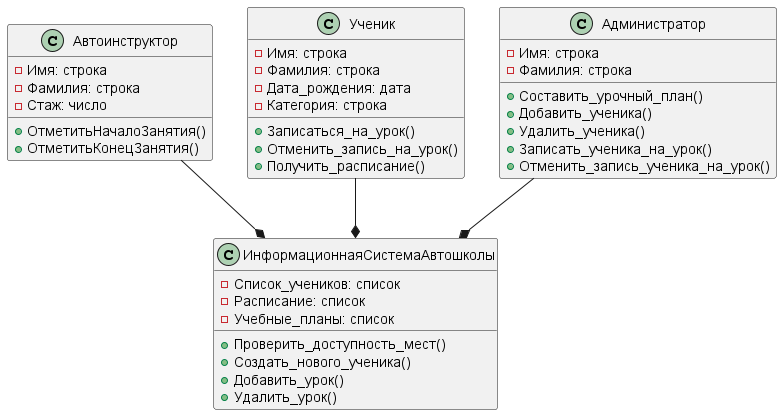 C Автоинструктор
Имя: строка
Фамилия: строка
Стаж: число
ОтметитьНачалоЗанятия()
ОтметитьКонецЗанятия()
C Ученик
Имя: строка
Фамилия: строка
Дата_рождения: дата
Категория: строка
Записаться_на_урок()
Отменить_запись_на_урок()
Получить_расписание()
C Администратор
Имя: строка
Фамилия: строка
Составить_урочный_план()
Добавить_ученика()
Удалить_ученика()
Записать_ученика_на_урок()
Отменить_запись_ученика_на_урок()
C ИнформационнаяСистемаАвтошколы
Список_учеников: список
Расписание: список
Учебные_планы: список
Проверить_доступность_мест()
Создать_нового_ученика()
Добавить_урок()
Удалить_урок()